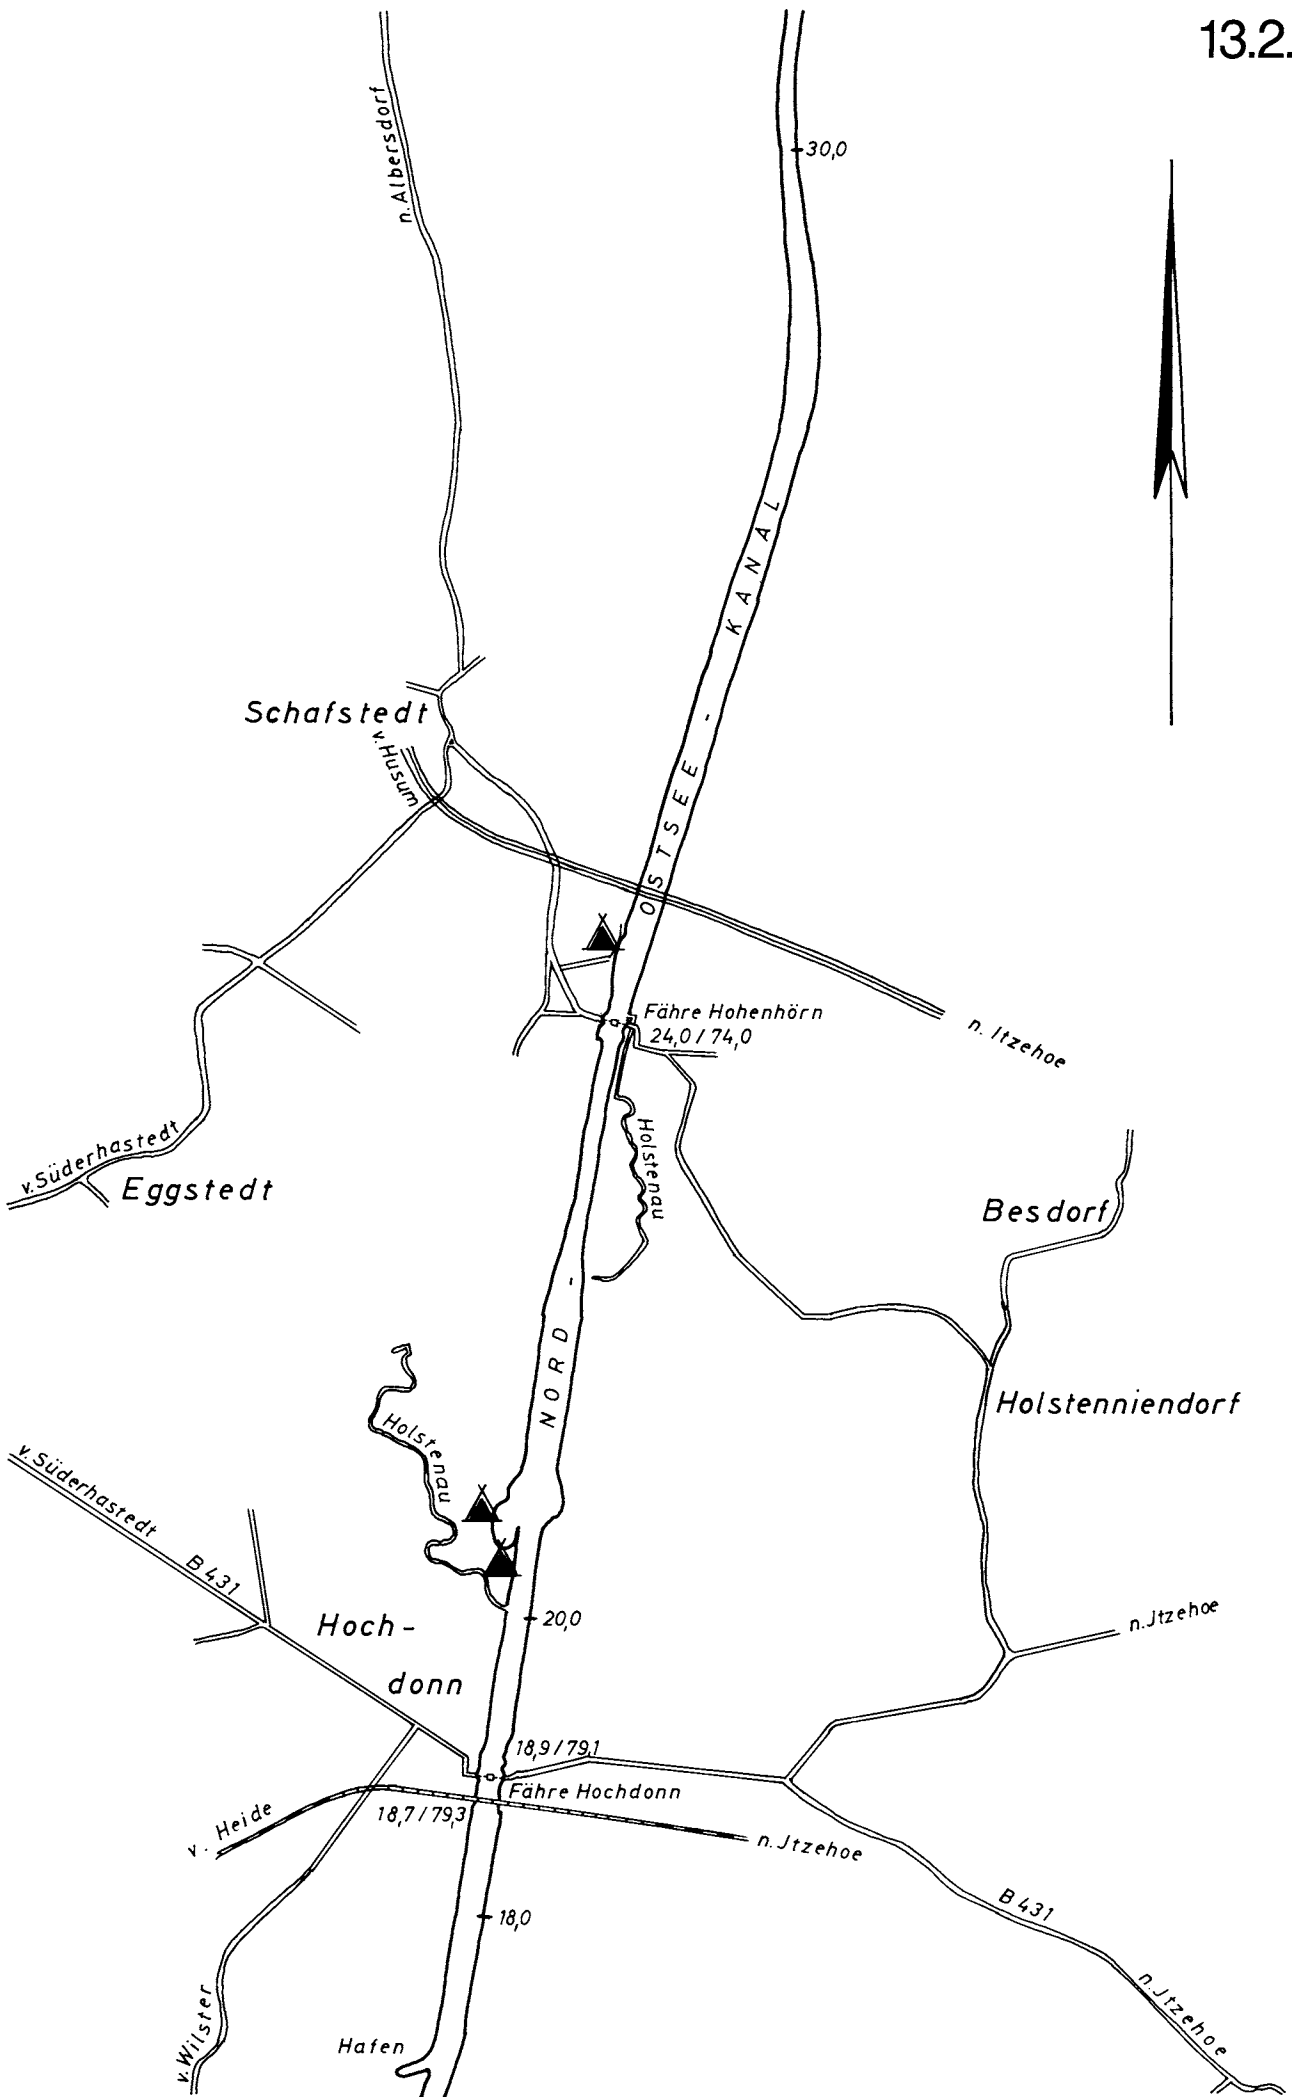 13.2.
n. Albersdorf
30,0
NORD - OSTSEE - KANAL
Schafstedt
v. Husum
Fähre Hohenhörn
24,0 / 74,0
n. Itzehoe
Holstenau
v. Süderhastedt
Eggstedt
Besdorf
Holstenniendorf
Holstenau
v. Süderhastedt
B 431
Hoch-
donn
20,0
n. Jtzehoe
18,9 / 79,1
Fähre Hochdonn
18,7 / 79,3
v. Heide
n. Jtzehoe
18,0
B 431
n. Jtzehoe
v. Wilster
Hafen